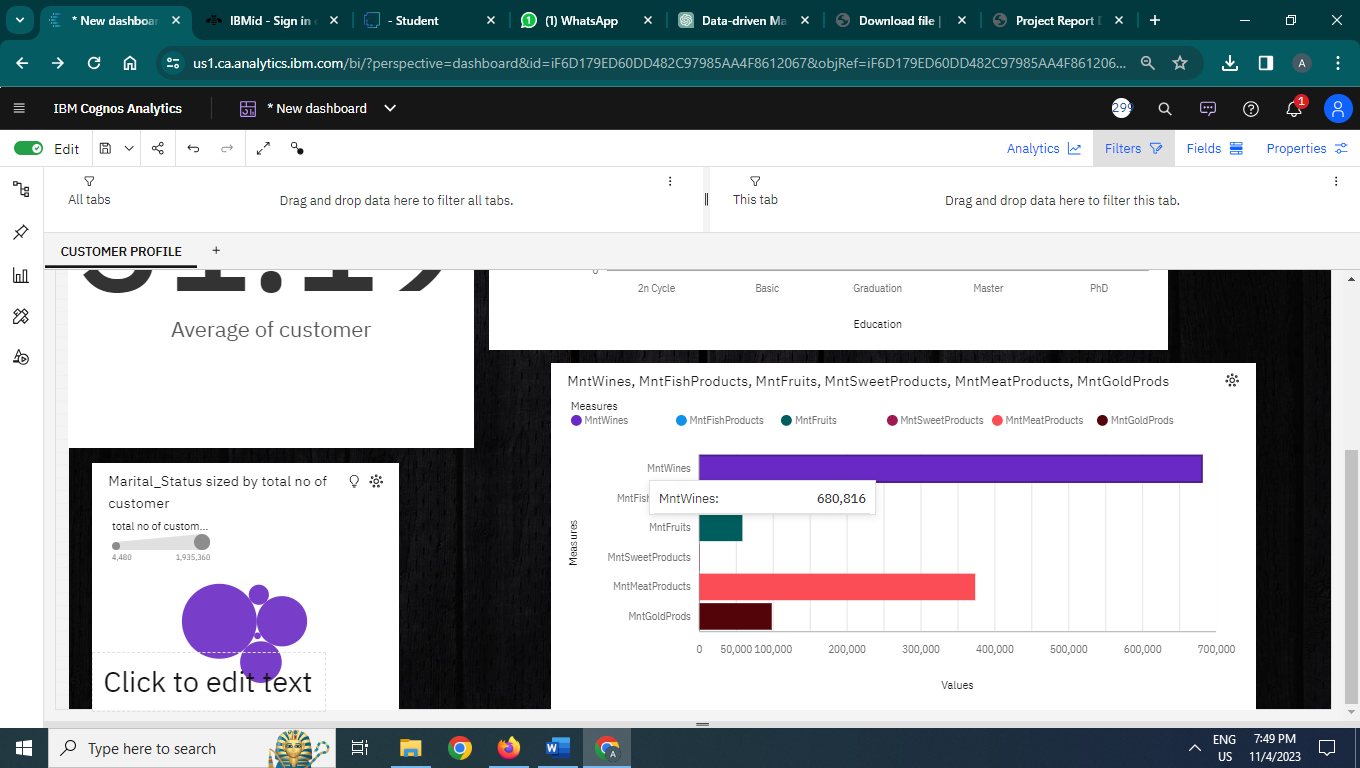 * New dashboar
IBMid - Sign in
- Student
(1) WhatsApp
Data-driven Ma
Download file |
Project Report
us1.ca.analytics.ibm.com/bi/?perspective=dashboard&id=iF6D179ED60DD482C97985AA4F8612067&objRef=iF6D179ED60DD482C97985AA4F861206...
A
IBM Cognos Analytics
* New dashboard
299
1
Edit
Analytics
Filters
Fields
Properties
All tabs
Drag and drop data here to filter all tabs.
This tab
Drag and drop data here to filter this tab.
CUSTOMER PROFILE
+
Average of customer
0
2n Cycle
Basic
Graduation
Master
PhD
Education
MntWines, MntFishProducts, MntFruits, MntSweetProducts, MntMeatProducts, MntGoldProds
Measures
MntWines
MntFishProducts
MntFruits
MntSweetProducts
MntMeatProducts
MntGoldProds
Measures
MntWines
MntFish
MntWines: 680,816
MntFruits
MntSweetProducts
MntMeatProducts
MntGoldProds
0 50,000 100,000 200,000 300,000 400,000 500,000 600,000 700,000
Values
Marital_Status sized by total no of
customer
total no of custom...
4,480
1,935,360
Click to edit text
Type here to search
ENG
US
7:49 PM
11/4/2023